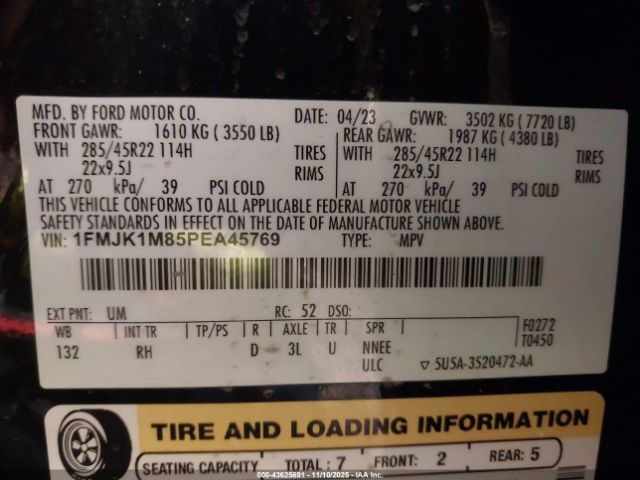 MFD. BY FORD MOTOR CO. DATE: 04/23 GVWR: 3502 KG ( 7720 LB)
FRONT GAWR: 1610 KG ( 3550 LB) REAR GAWR: 1987 KG ( 4380 LB)
WITH 285/45R22 114H TIRES WITH 285/45R22 114H TIRES
22x9.5J RIMS 22x9.5J RIMS
AT 270 kPa/ 39 PSI COLD AT 270 kPa/ 39 PSI COLD
THIS VEHICLE CONFORMS TO ALL APPLICABLE FEDERAL MOTOR VEHICLE
SAFETY STANDARDS IN EFFECT ON THE DATE OF MANUFACTURE SHOWN ABOVE.
VIN: 1FMJK1M85PEA45769 TYPE: MPV
EXT PNT: UM RC: 52 DSO: F0272
WB INT TR TP/PS R AXLE TR SPR T0450
132 RH D 3L U NNEE
ULC ▽ 5U5A-3520472-AA
TIRE AND LOADING INFORMATION
SEATING CAPACITY TOTAL : 7 FRONT: 2 REAR: 5
000-43625691 - 11/10/2025 - IAA Inc.